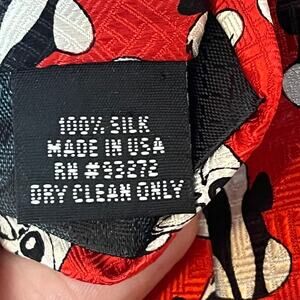 100% SILK
MADE IN USA
RN #93272
DRY CLEAN ONLY